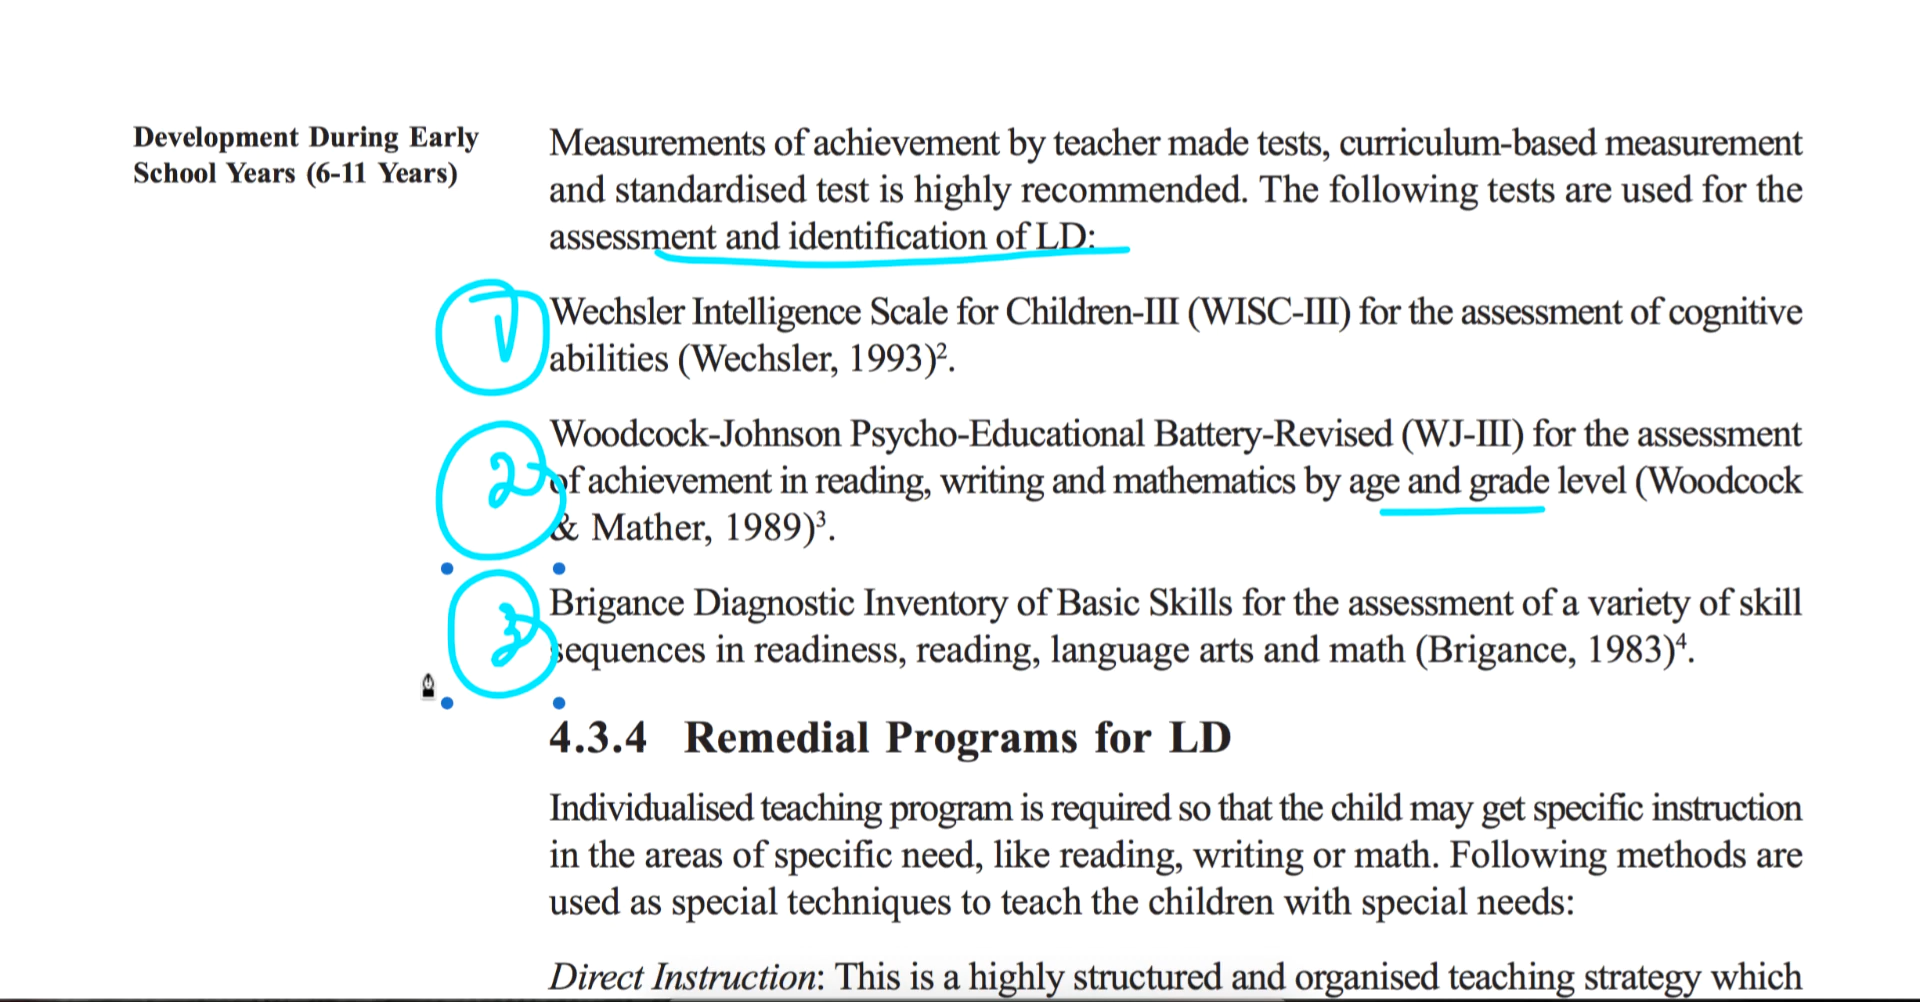 Development During Early
School Years (6-11 Years)
Measurements of achievement by teacher made tests, curriculum-based measurement
and standardised test is highly recommended. The following tests are used for the
assessment and identification of LD:
1
Wechsler Intelligence Scale for Children-III (WISC-III) for the assessment of cognitive
abilities (Wechsler, 1993)².
2
Woodcock-Johnson Psycho-Educational Battery-Revised (WJ-III) for the assessment
of achievement in reading, writing and mathematics by age and grade level (Woodcock
& Mather, 1989)³.
3
Brigance Diagnostic Inventory of Basic Skills for the assessment of a variety of skill
sequences in readiness, reading, language arts and math (Brigance, 1983)⁴.
4.3.4 Remedial Programs for LD
Individualised teaching program is required so that the child may get specific instruction
in the areas of specific need, like reading, writing or math. Following methods are
used as special techniques to teach the children with special needs:
Direct Instruction: This is a highly structured and organised teaching strategy which